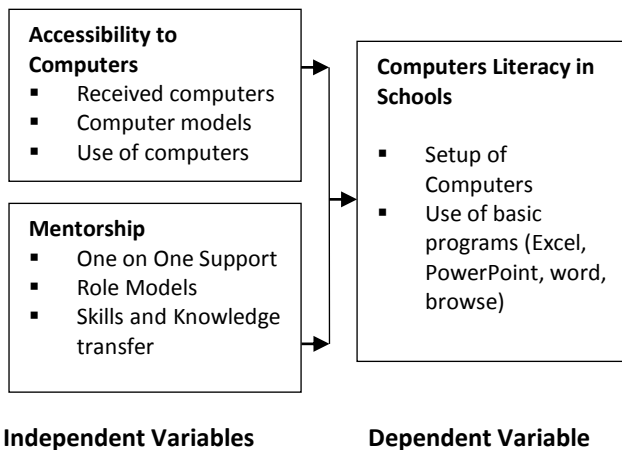 Accessibility to
Computers
▪ Received computers
▪ Computer models
▪ Use of computers
Mentorship
▪ One on One Support
▪ Role Models
▪ Skills and Knowledge
transfer
Computers Literacy in
Schools
▪ Setup of
Computers
▪ Use of basic
programs (Excel,
PowerPoint, word,
browse)
Independent Variables
Dependent Variable